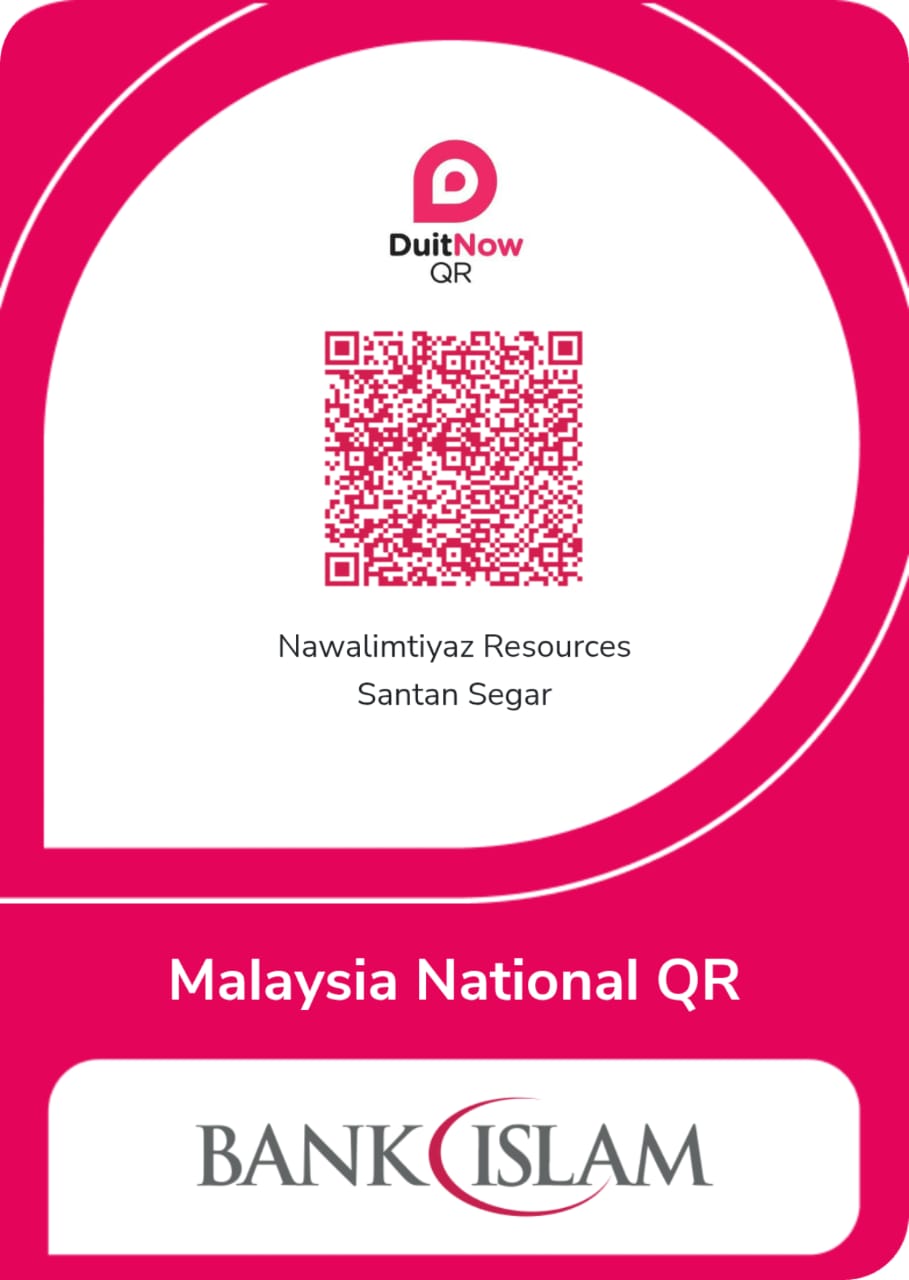 DuitNow
QR
Nawalimtiyaz Resources
Santan Segar
Malaysia National QR
BANK ISLAM